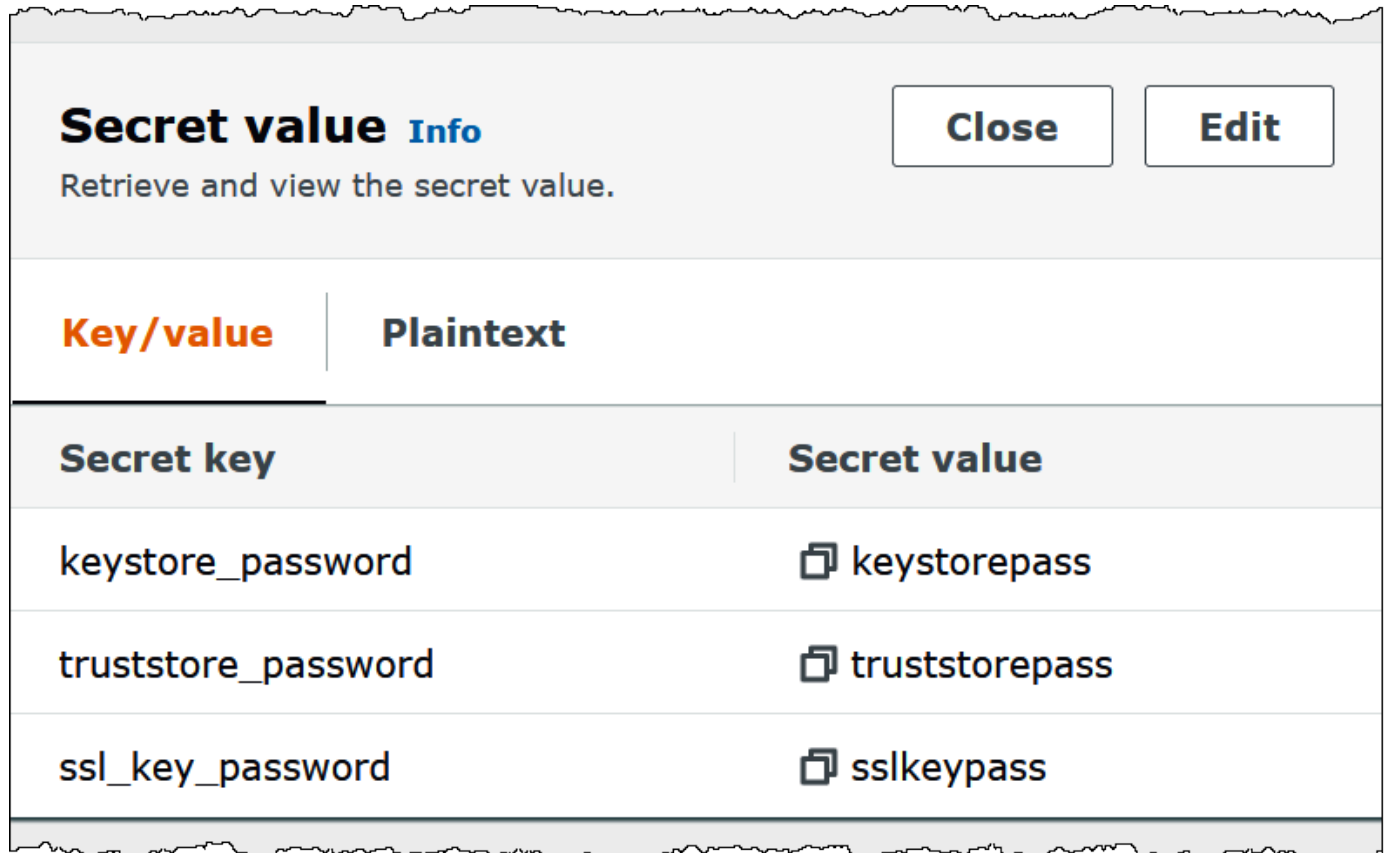 Secret value Info
Close Edit
Retrieve and view the secret value.
Key/value Plaintext
Secret key Secret value
keystore_password keystorepass
truststore_password truststorepass
ssl_key_password sslkeypass